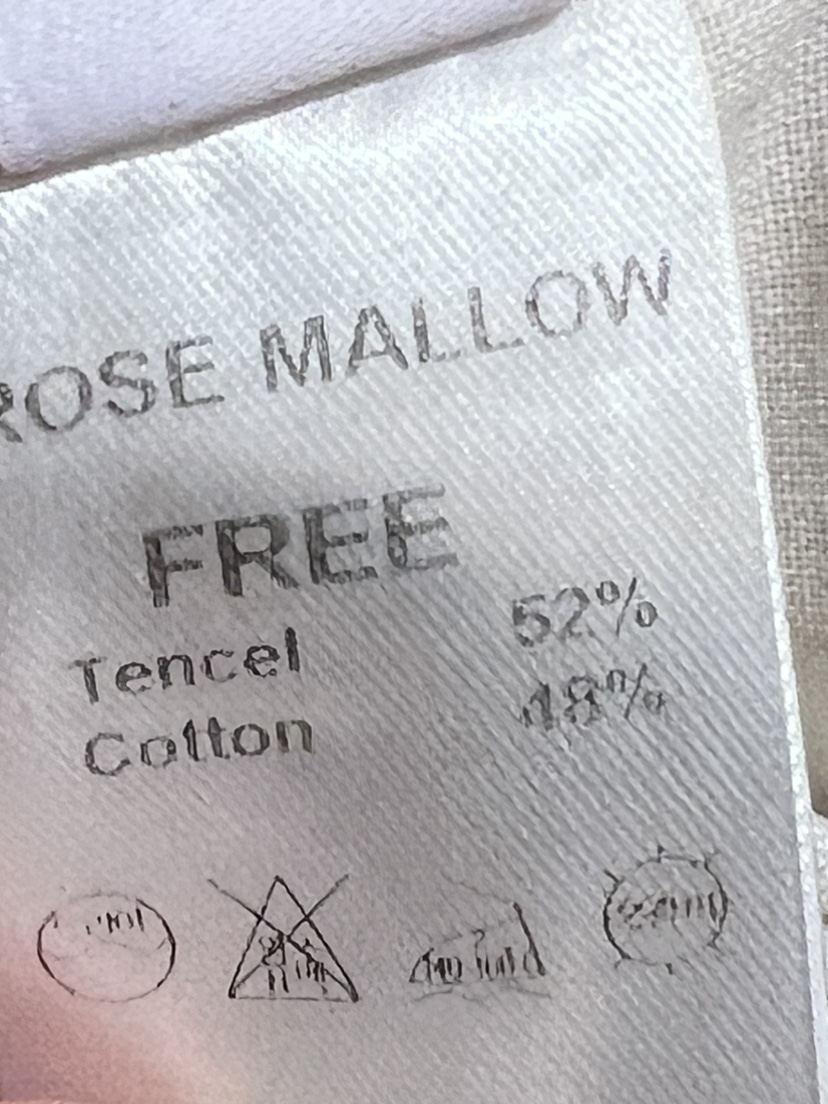 ROSE MALLOW
FREE
Tencel 52%
Cotton 48%